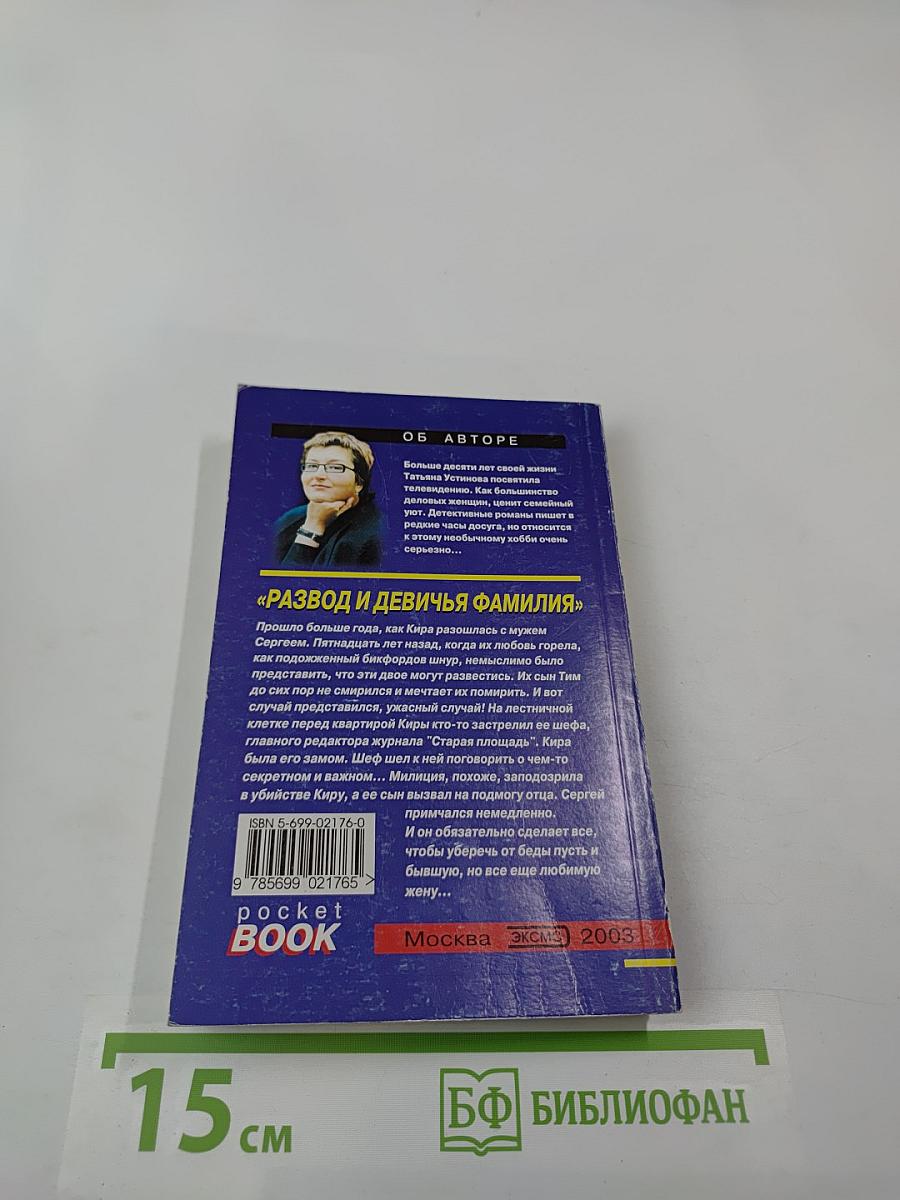 ОБ АВТОРЕ
Больше десяти лет своей жизни
Татьяна Устинова посвятила
телевидению. Как большинство
деловых женщин, ценит семейный
уют. Детективные романы пишет в
редкие часы досуга, но относится
к этому необычному хобби очень
серьезно...
«РАЗВОД И ДЕВИЧЬЯ ФАМИЛИЯ»
Прошло больше года, как Кира разошлась с мужем
Сергеем. Пятнадцать лет назад, когда их любовь горела,
как подожженный бикфордов шнур, немыслимо было
представить, что эти двое могут развестись. Их сын Тим
до сих пор не смирился и мечтает их помирить. И вот
случай представился, ужасный случай! На лестничной
клетке перед квартирой Киры кто-то застрелил ее шефа,
главного редактора журнала "Старая площадь". Кира
была его замом. Шеф шел к ней поговорить о чем-то
секретном и важном... Милиция, похоже, заподозрила
в убийстве Киру, а ее сын вызвал на подмогу отца. Сергей
примчался немедленно.
И он обязательно сделает все,
чтобы уберечь от беды пусть и
бывшую, но все еще любимую
жену...
ISBN 5-699-02176-0
9 785699 021765 >
pocket
BOOK
Москва ЭКСМО 2003
15 см
БФ БИБЛИОФАН